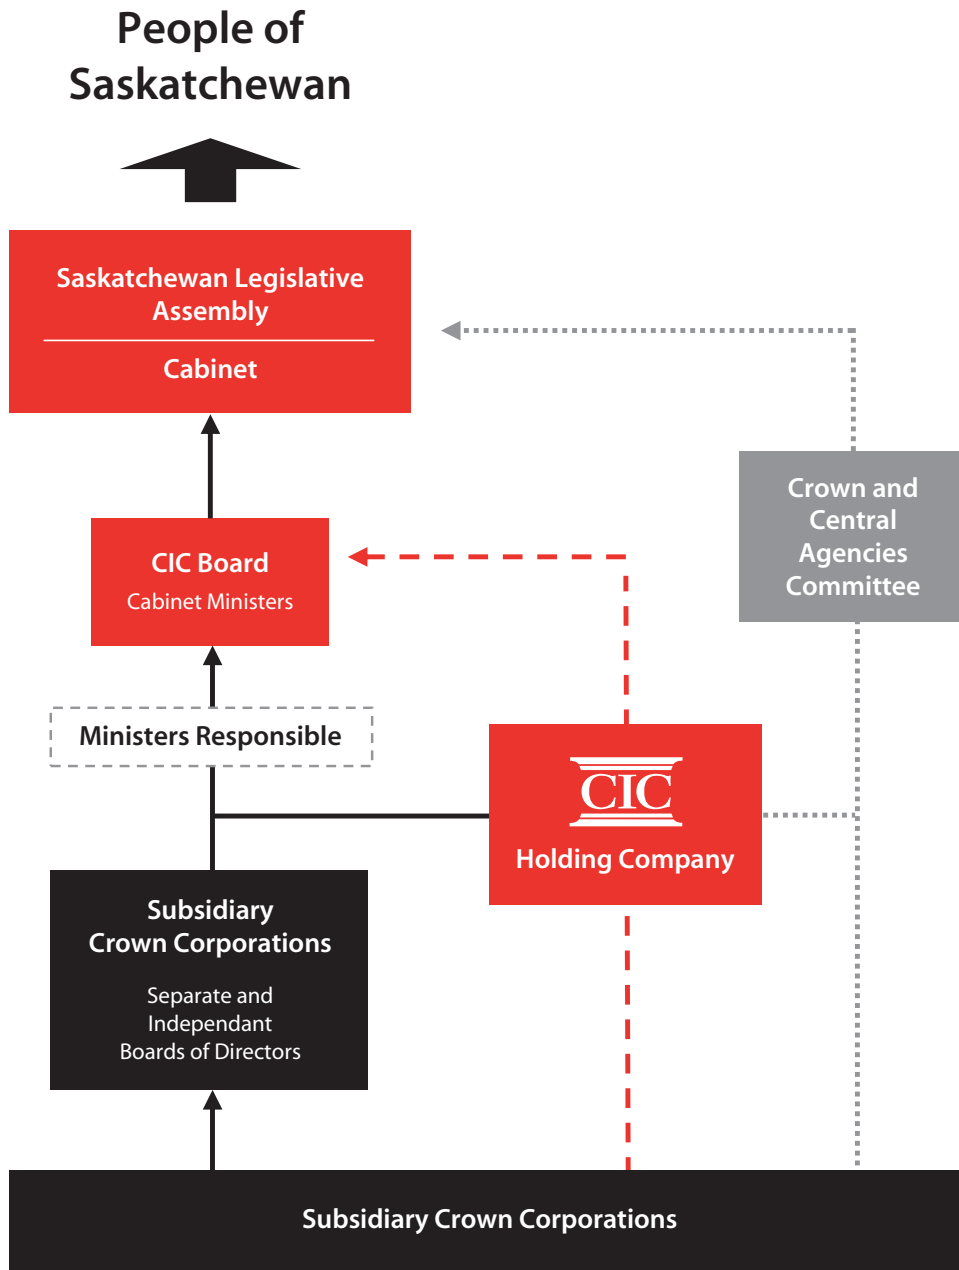 People of
Saskatchewan
Saskatchewan Legislative
Assembly
Cabinet
Crown and
Central
Agencies
Committee
CIC Board
Cabinet Ministers
Ministers Responsible
CIC
Holding Company
Subsidiary
Crown Corporations
Separate and
Independant
Boards of Directors
Subsidiary Crown Corporations